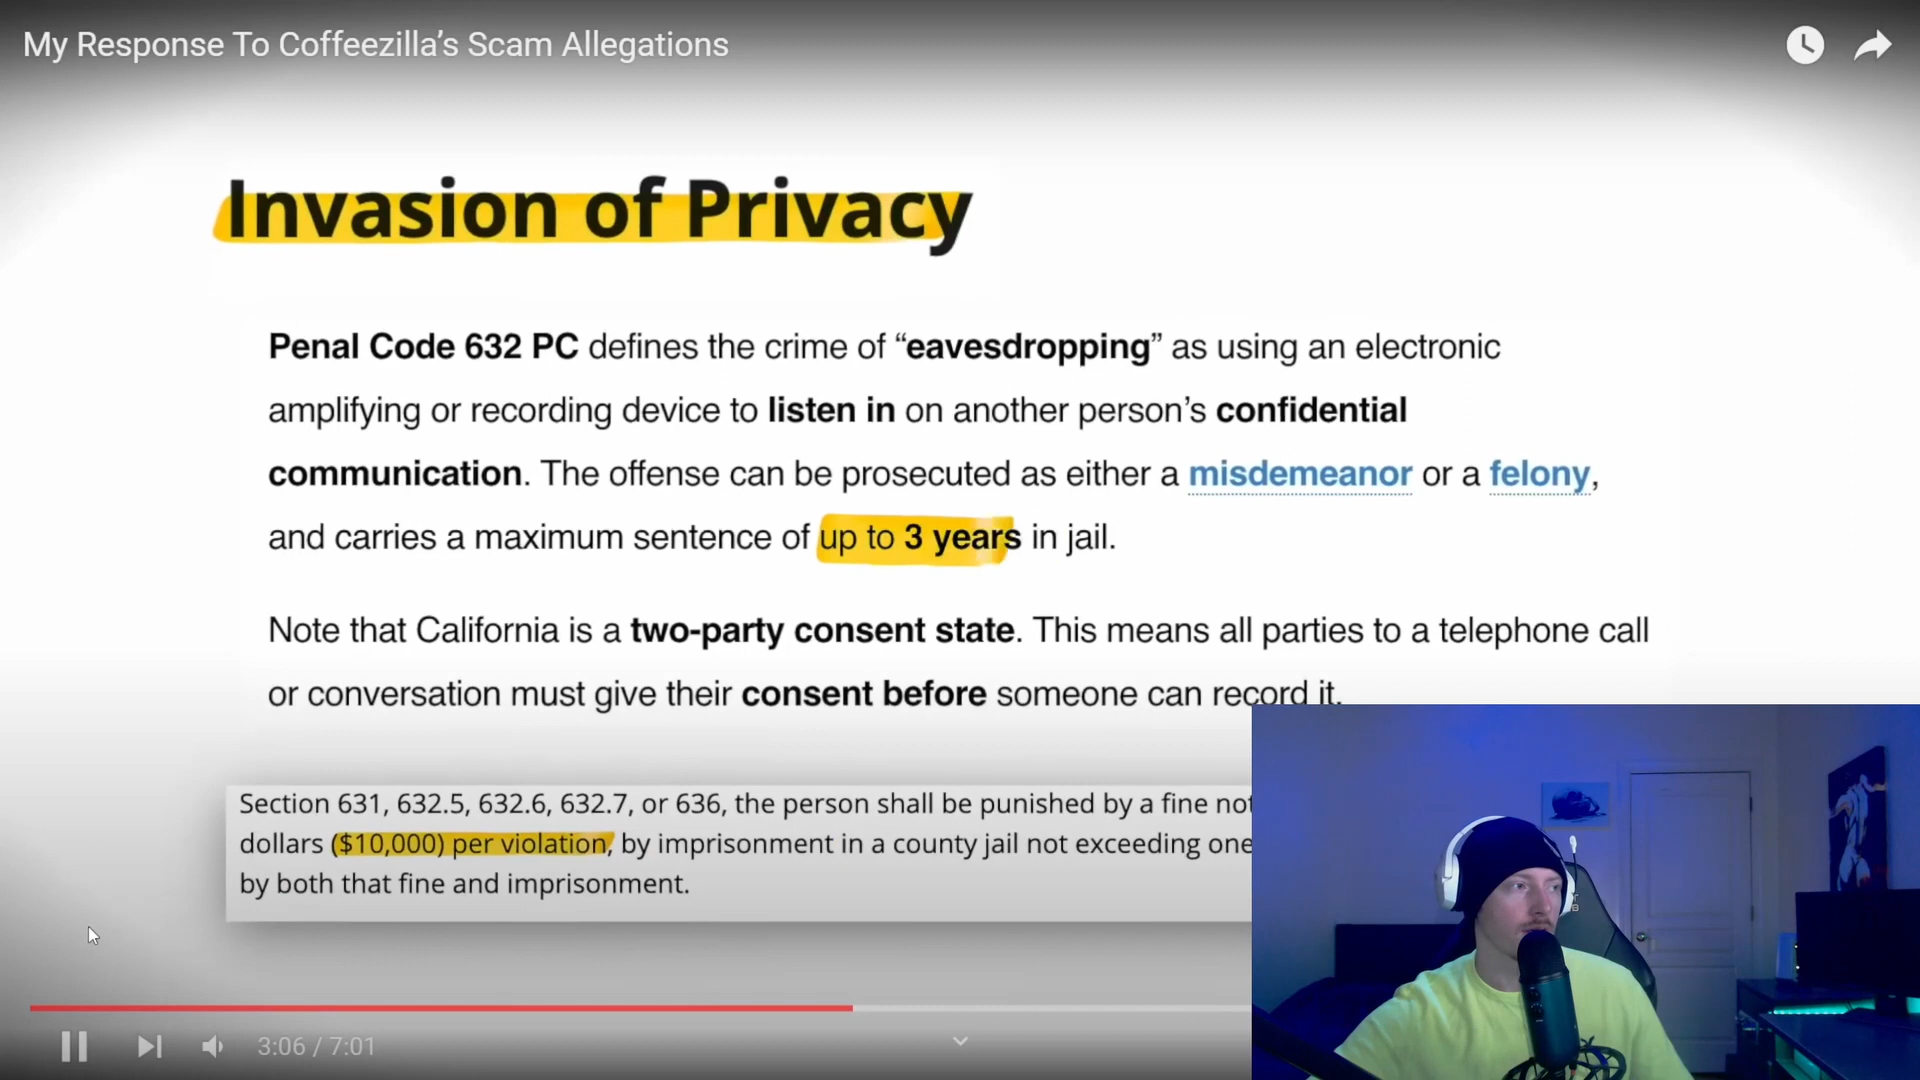 My Response To Coffeezilla’s Scam Allegations
Invasion of Privacy
Penal Code 632 PC defines the crime of “eavesdropping” as using an electronic
amplifying or recording device to listen in on another person’s confidential
communication. The offense can be prosecuted as either a misdemeanor or a felony,
and carries a maximum sentence of up to 3 years in jail.
Note that California is a two-party consent state. This means all parties to a telephone call
or conversation must give their consent before someone can record it.
Section 631, 632.5, 632.6, 632.7, or 636, the person shall be punished by a fine not
dollars ($10,000) per violation, by imprisonment in a county jail not exceeding one
by both that fine and imprisonment.
3:06 / 7:01